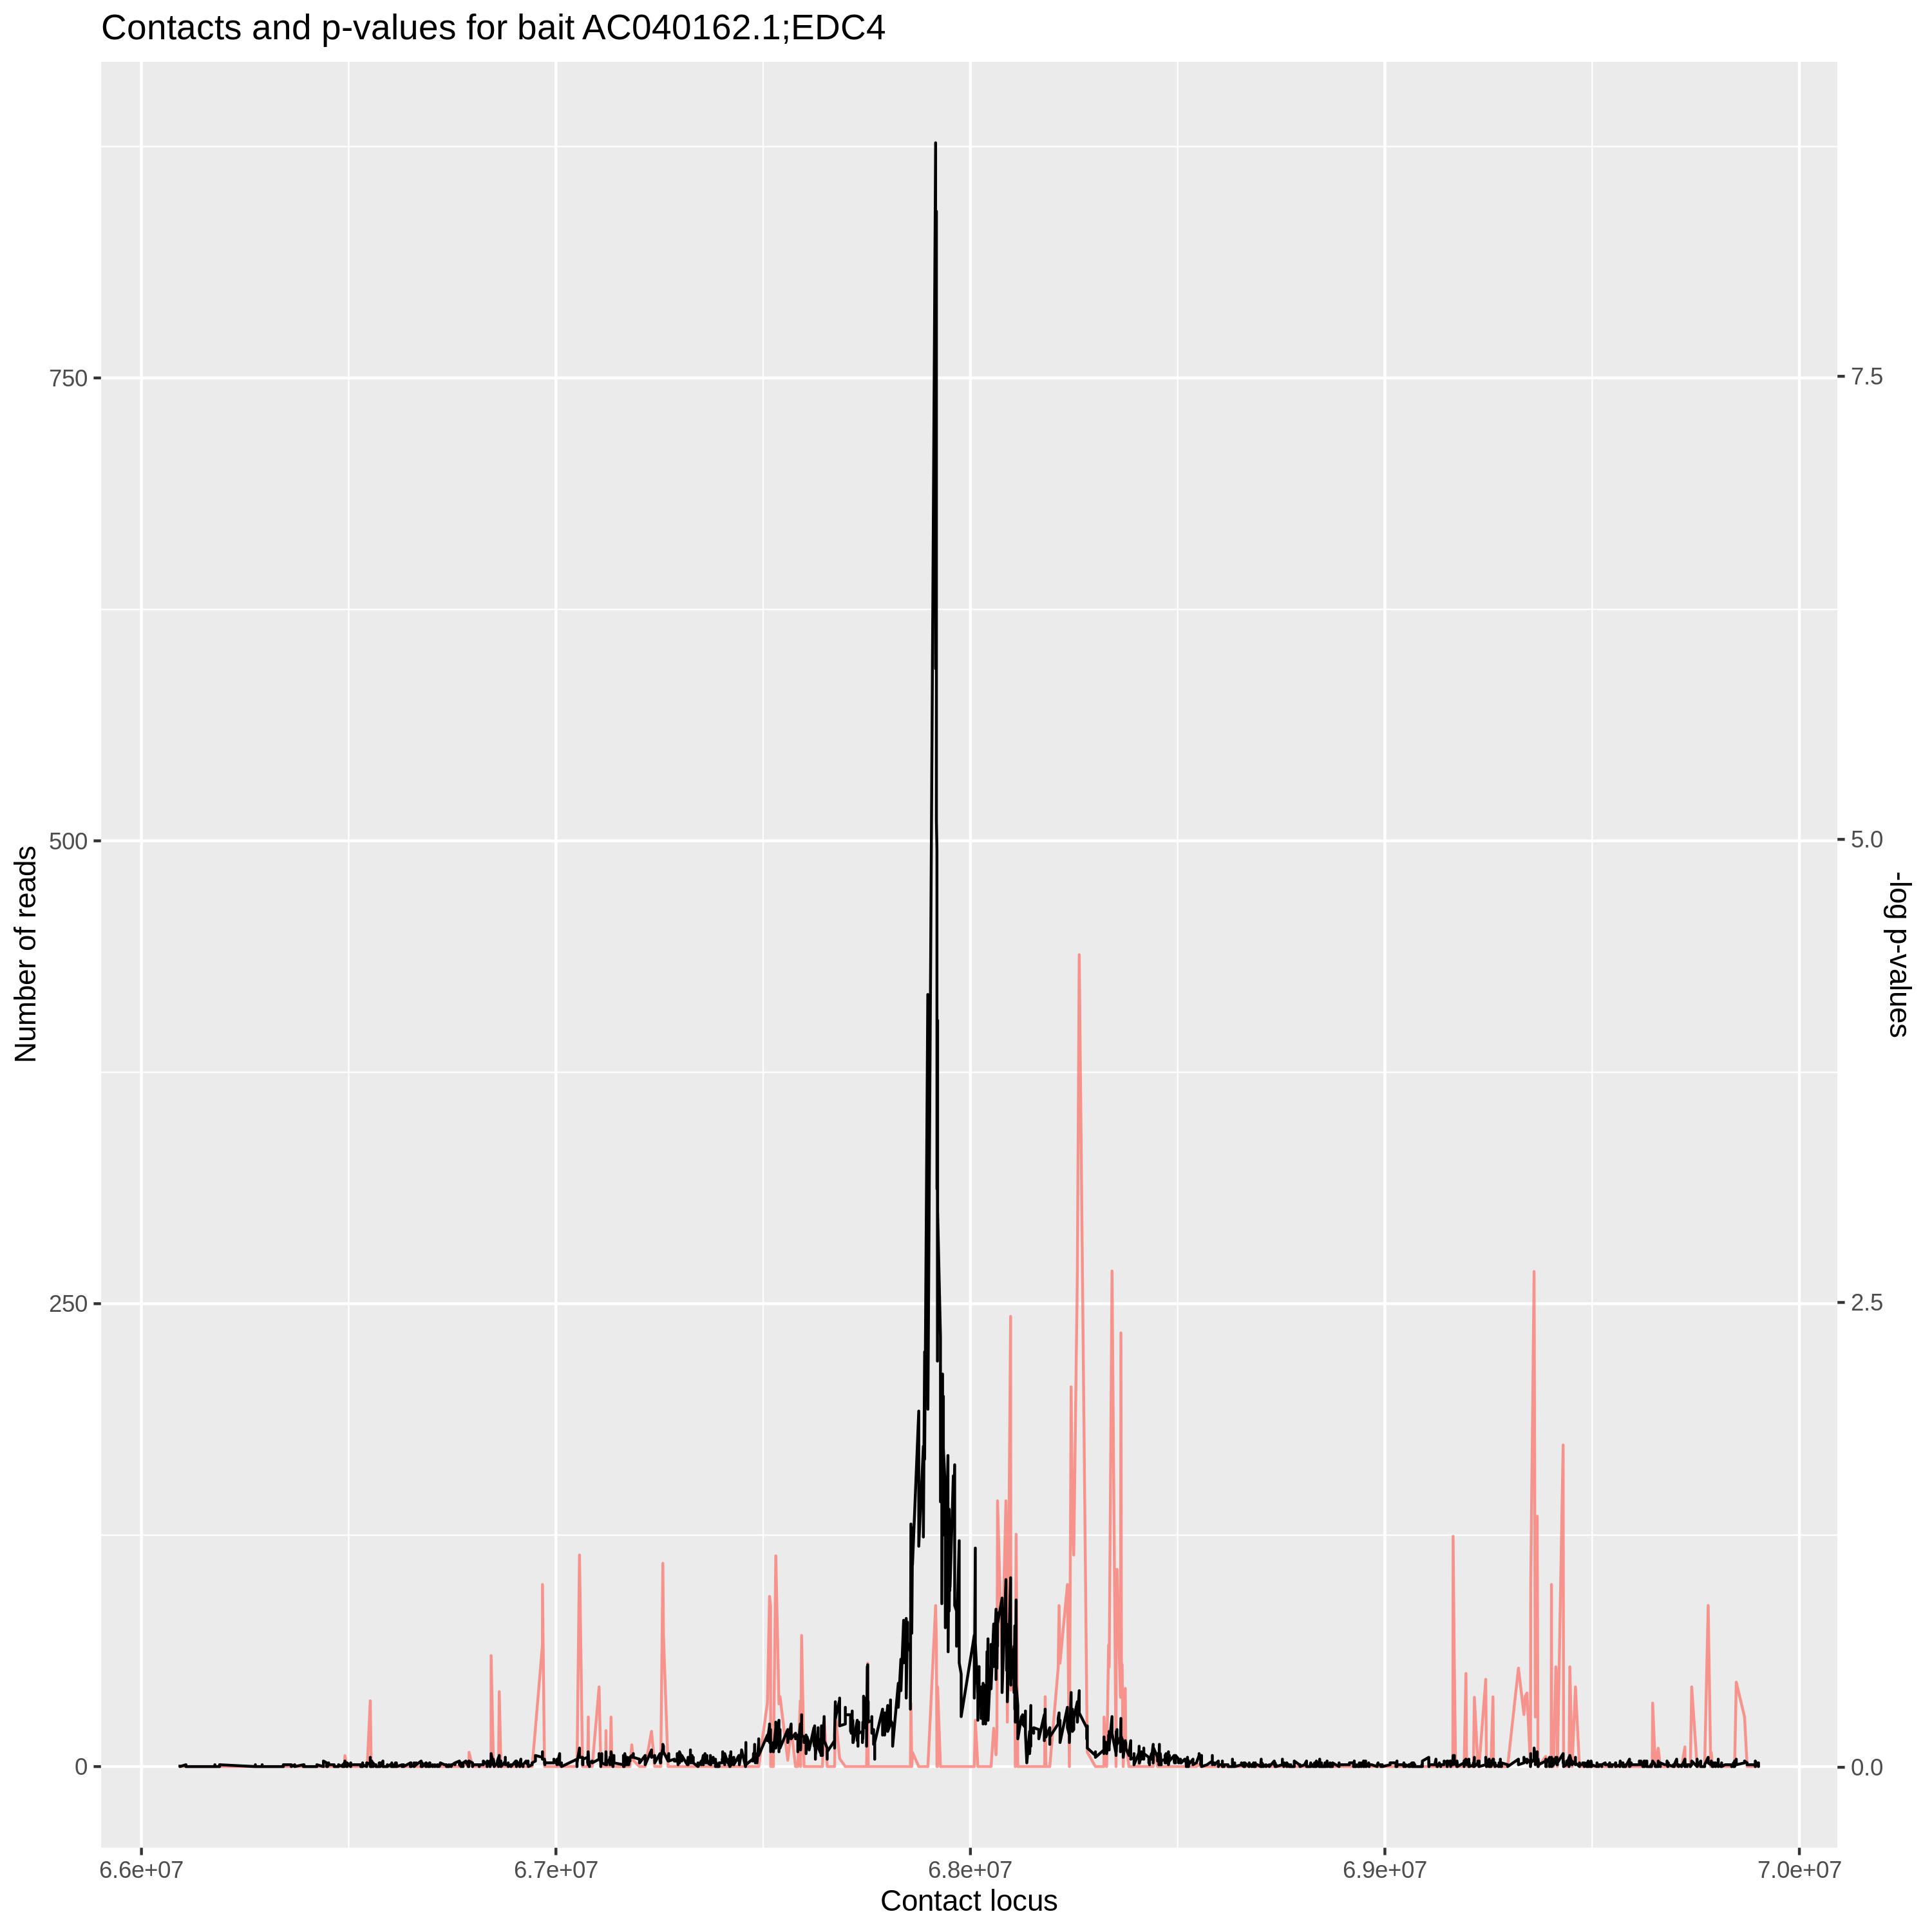 Contacts and p-values for bait AC040162.1;EDC4
750
500
250
0
Number of reads
7.5
5.0
2.5
0.0
-log p-values
6.6e+07
6.7e+07
6.8e+07
6.9e+07
7.0e+07
Contact locus